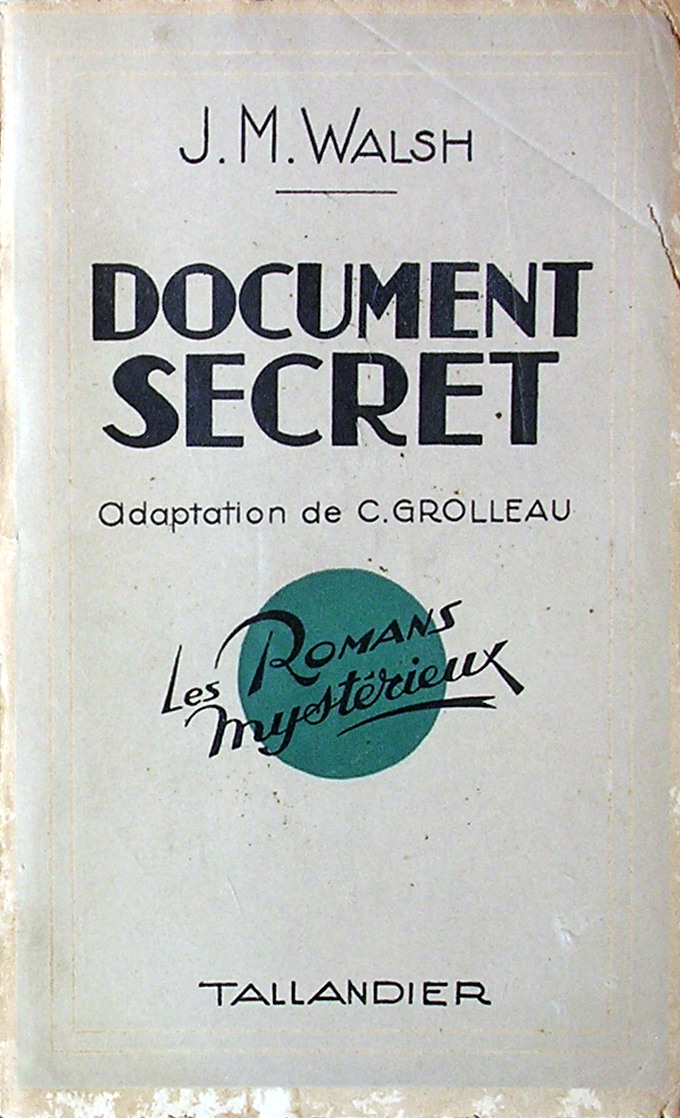 J. M. WALSH
DOCUMENT
SECRET
adaptation de C. GROLLEAU
Les ROMANS
mystérieux
TALLANDIER